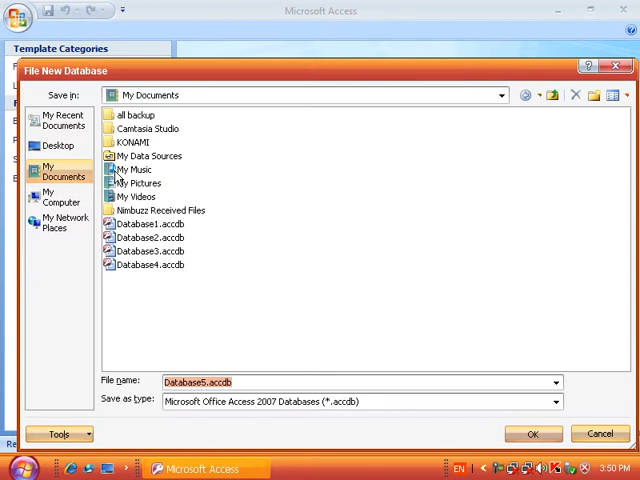 Microsoft Access
Template Categories
File New Database
Save in:
My Documents
My Recent
Documents
Desktop
My
Documents
My
Computer
My Network
Places
all backup
Camtasia Studio
KONAMI
My Data Sources
My Music
My Pictures
My Videos
Nimbuzz Received Files
Database1.accdb
Database2.accdb
Database3.accdb
Database4.accdb
File name:
Database5.accdb
Save as type:
Microsoft Office Access 2007 Databases (*.accdb)
Tools
OK
Cancel
Re
Microsoft Access
EN
3:50 PM